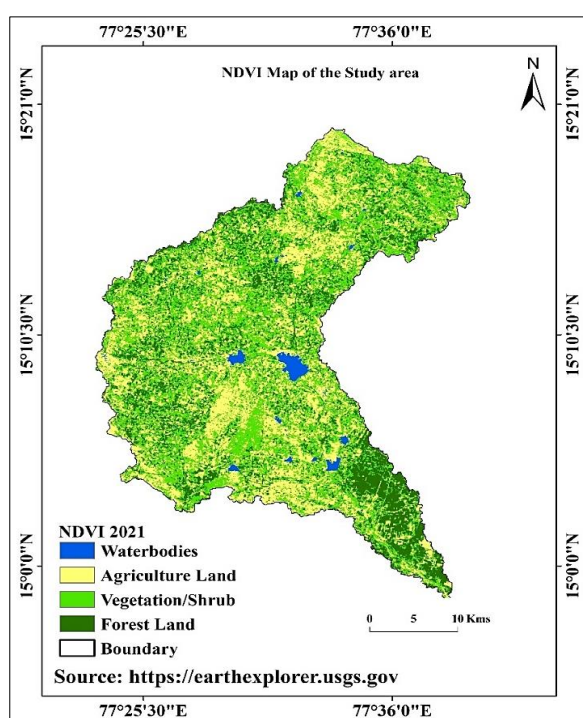 77°25'30"E 77°36'0"E
NDVI Map of the Study area
N
15°21'0"N 15°21'0"N
15°10'30"N 15°10'30"N
NDVI 2021
Waterbodies
Agriculture Land
Vegetation/Shrub
Forest Land
Boundary
15°0'0"N 15°0'0"N
0 5 10 Kms
Source: https://earthexplorer.usgs.gov
77°25'30"E 77°36'0"E